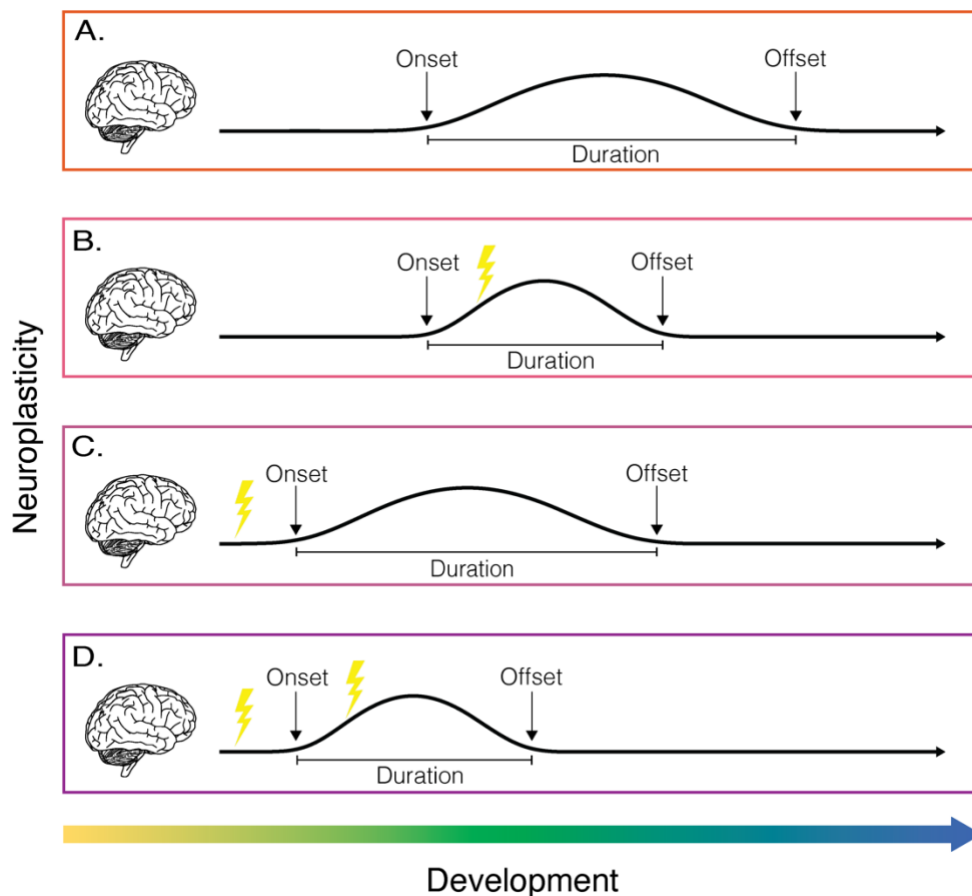 A.
Onset
Offset
Duration
B.
Onset
Offset
Duration
C.
Onset
Offset
Duration
D.
Onset
Offset
Duration
Neuroplasticity
Development